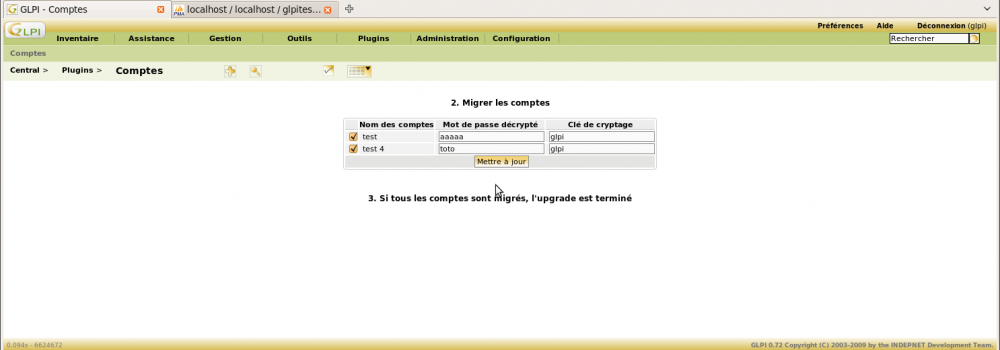 GLPI - Comptes
localhost / localhost / glpites...
GLPI
Préférences Aide Déconnexion (glpi)
Inventaire Assistance Gestion Outils Plugins Administration Configuration
Rechercher
Comptes
Central > Plugins > Comptes
2. Migrer les comptes
Nom des comptes Mot de passe décrypté Clé de cryptage
test aaaaa glpi
test 4 toto glpi
Mettre à jour
3. Si tous les comptes sont migrés, l'upgrade est terminé
0.094s - 6624672
GLPI 0.72 Copyright (C) 2003-2009 by the INDEPNET Development Team.